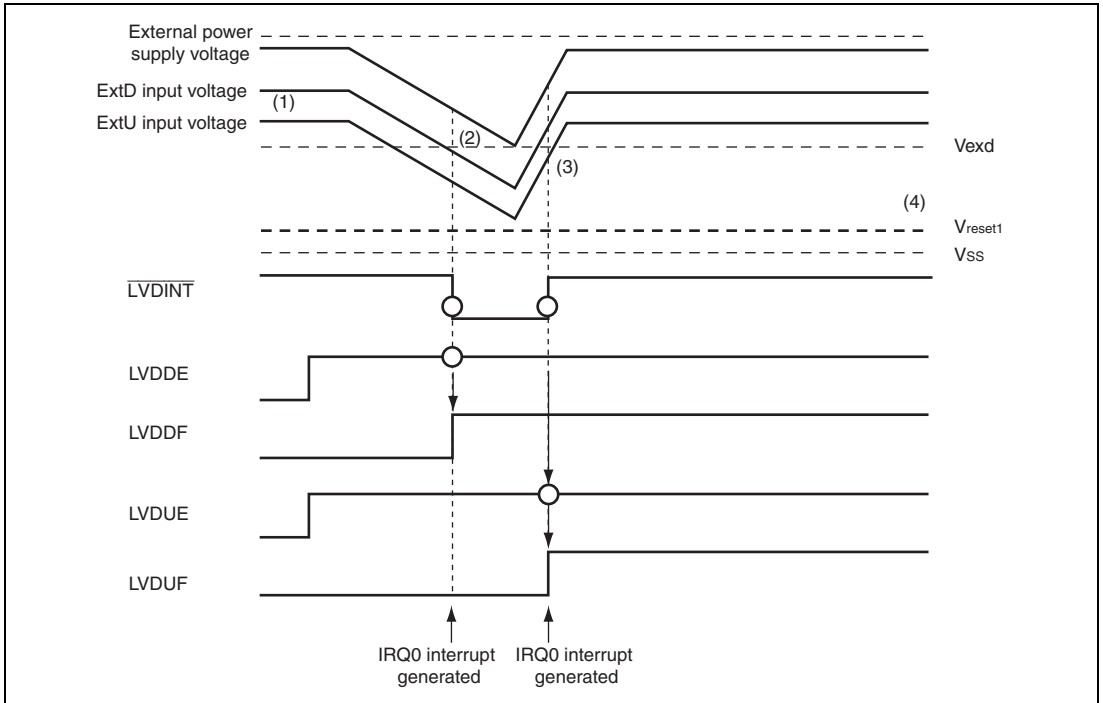 External power
supply voltage
ExtD input voltage
(1)
ExtU input voltage
(2)
Vexd
(3)
(4)
Vreset1
VSS
LVDINT
LVDDE
LVDDF
LVDUE
LVDUF
IRQ0 interrupt
generated
IRQ0 interrupt
generated